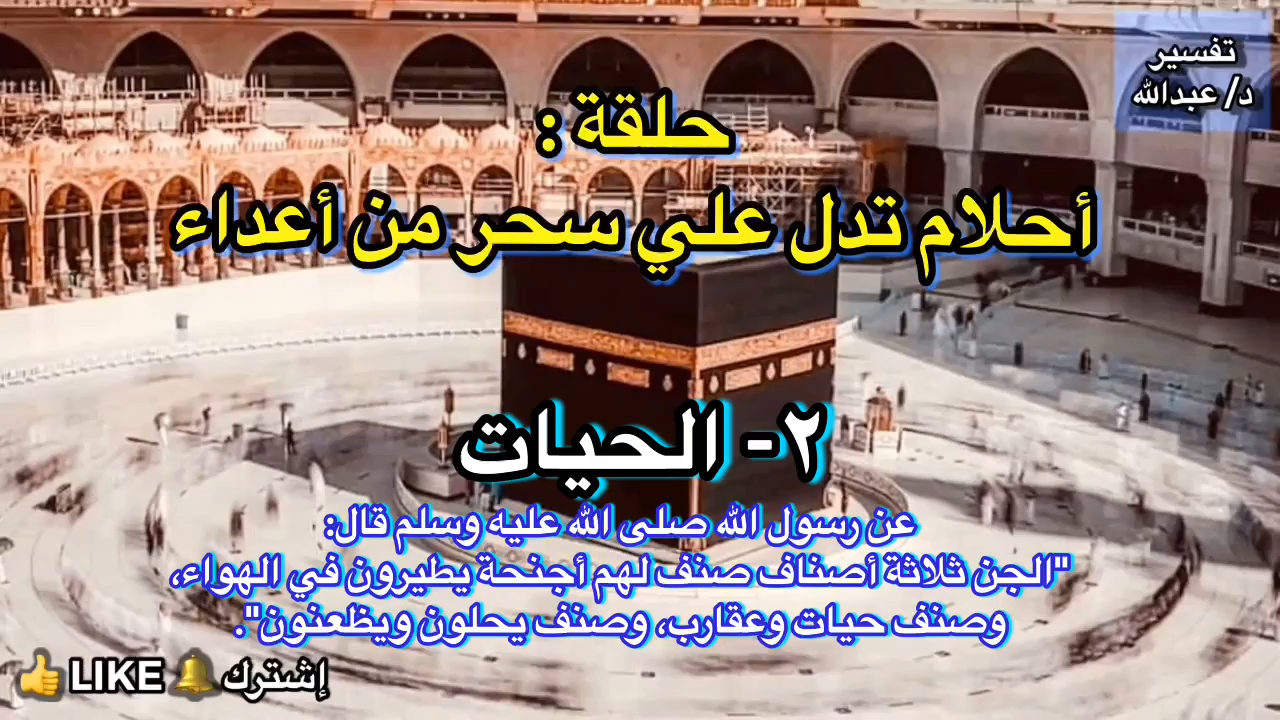 تفسير
د/ عبدالله
حلقة :
أحلام تدل علي سحر من أعداء
٢- الحيات
عن رسول الله صلى الله عليه وسلم قال:
"الجن ثلاثة أصناف صنف لهم أجنحة يطيرون في الهواء،
وصنف حيات وعقارب، وصنف يحلون ويظعنون".
👍LIKE🔔إشترك